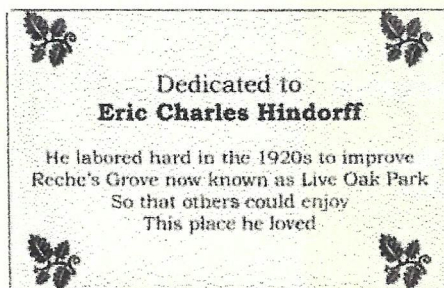 Dedicated to
Eric Charles Hindorff
He labored hard in the 1920s to improve
Reche's Grove now known as Live Oak Park
So that others could enjoy
This place he loved